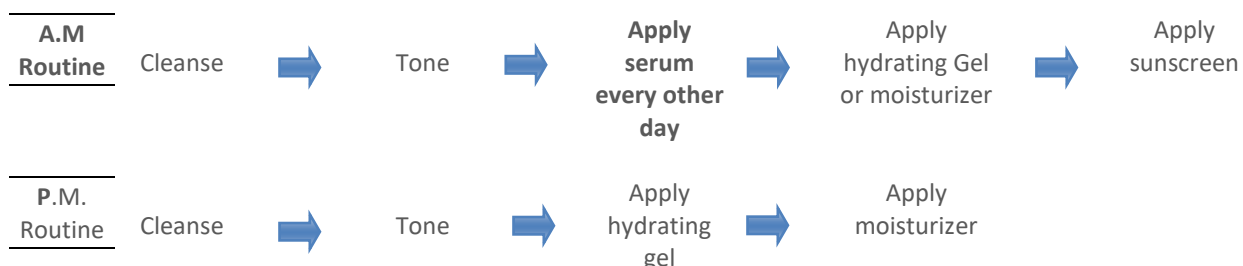 A.M
Routine
Cleanse
Tone
Apply
serum
every other
day
Apply
hydrating Gel
or moisturizer
Apply
sunscreen
P.M.
Routine
Cleanse
Tone
Apply
hydrating
gel
Apply
moisturizer